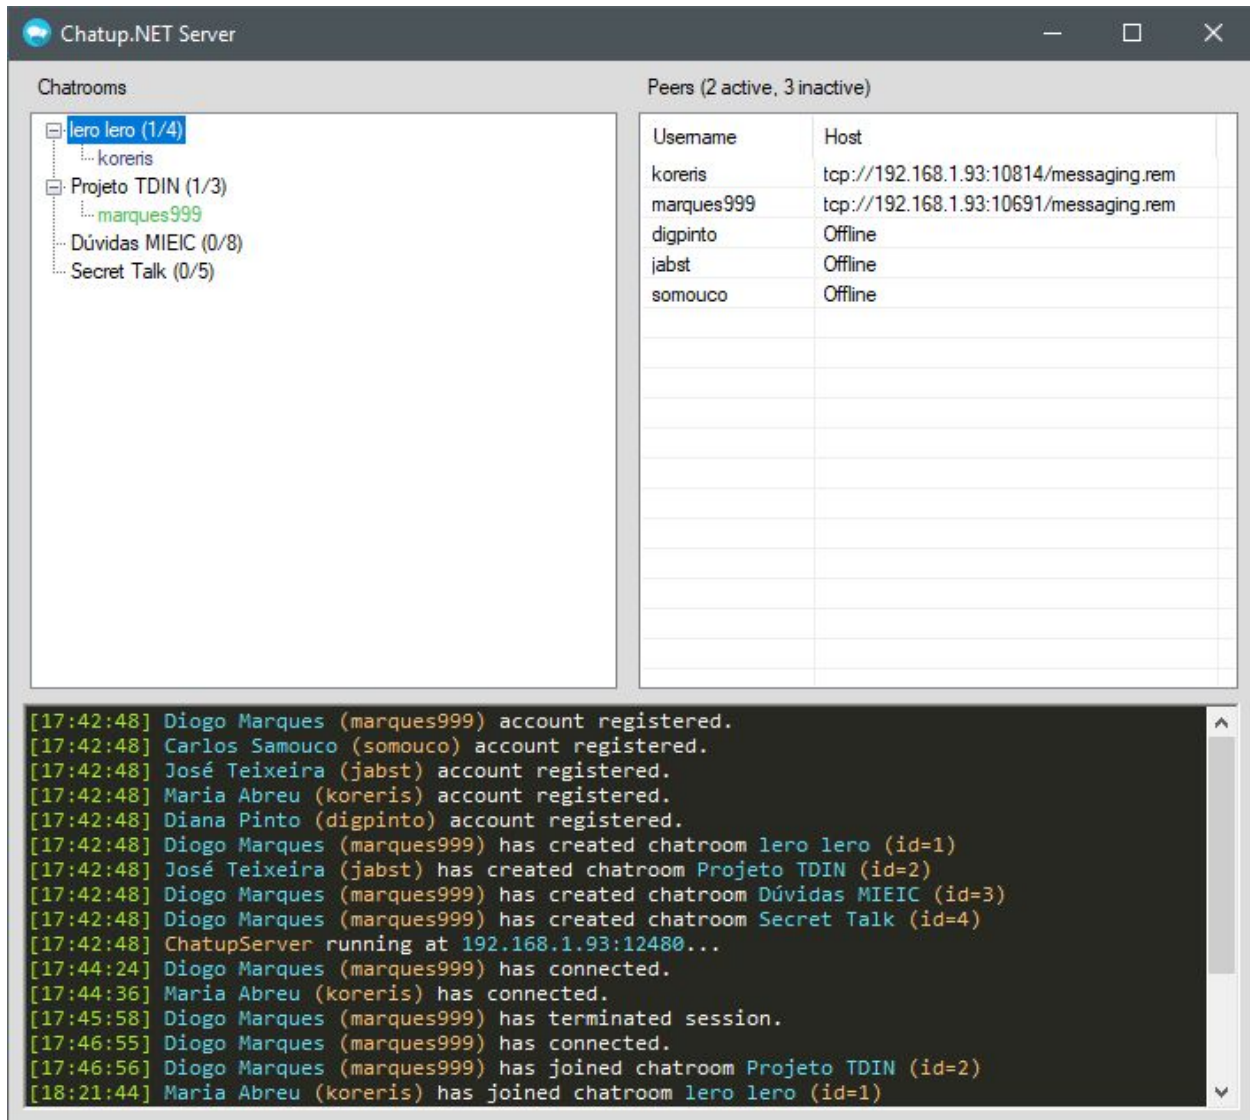 Chatup.NET Server
Chatrooms
lero lero (1/4)
koreris
Projeto TDIN (1/3)
marques999
Dúvidas MIEIC (0/8)
Secret Talk (0/5)
Peers (2 active, 3 inactive)
Username Host
koreris tcp://192.168.1.93:10814/messaging.rem
marques999 tcp://192.168.1.93:10691/messaging.rem
digpinto Offline
jabst Offline
somouco Offline
[17:42:48] Diogo Marques (marques999) account registered.
[17:42:48] Carlos Samouco (somouco) account registered.
[17:42:48] José Teixeira (jabst) account registered.
[17:42:48] Maria Abreu (koreris) account registered.
[17:42:48] Diana Pinto (digpinto) account registered.
[17:42:48] Diogo Marques (marques999) has created chatroom lero lero (id=1)
[17:42:48] José Teixeira (jabst) has created chatroom Projeto TDIN (id=2)
[17:42:48] Diogo Marques (marques999) has created chatroom Dúvidas MIEIC (id=3)
[17:42:48] Diogo Marques (marques999) has created chatroom Secret Talk (id=4)
[17:42:48] ChatupServer running at 192.168.1.93:12480...
[17:44:24] Diogo Marques (marques999) has connected.
[17:44:36] Maria Abreu (koreris) has connected.
[17:45:58] Diogo Marques (marques999) has terminated session.
[17:46:55] Diogo Marques (marques999) has connected.
[17:46:56] Diogo Marques (marques999) has joined chatroom Projeto TDIN (id=2)
[18:21:44] Maria Abreu (koreris) has joined chatroom lero lero (id=1)